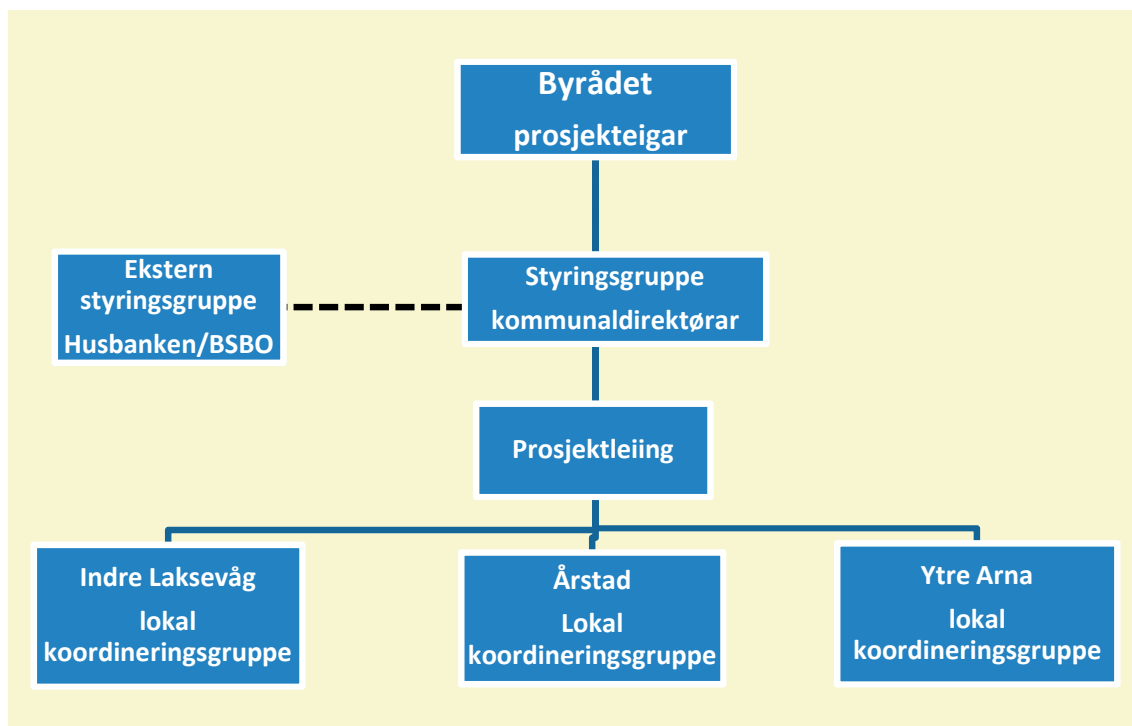 Byrådet
prosjekteigar
Ekstern
styringsgruppe
Husbanken/BSBO
Styringsgruppe
kommunaldirektørar
Prosjektleiing
Indre Laksevåg
lokal
koordineringsgruppe
Årstad
Lokal
koordineringsgruppe
Ytre Arna
lokal
koordineringsgruppe